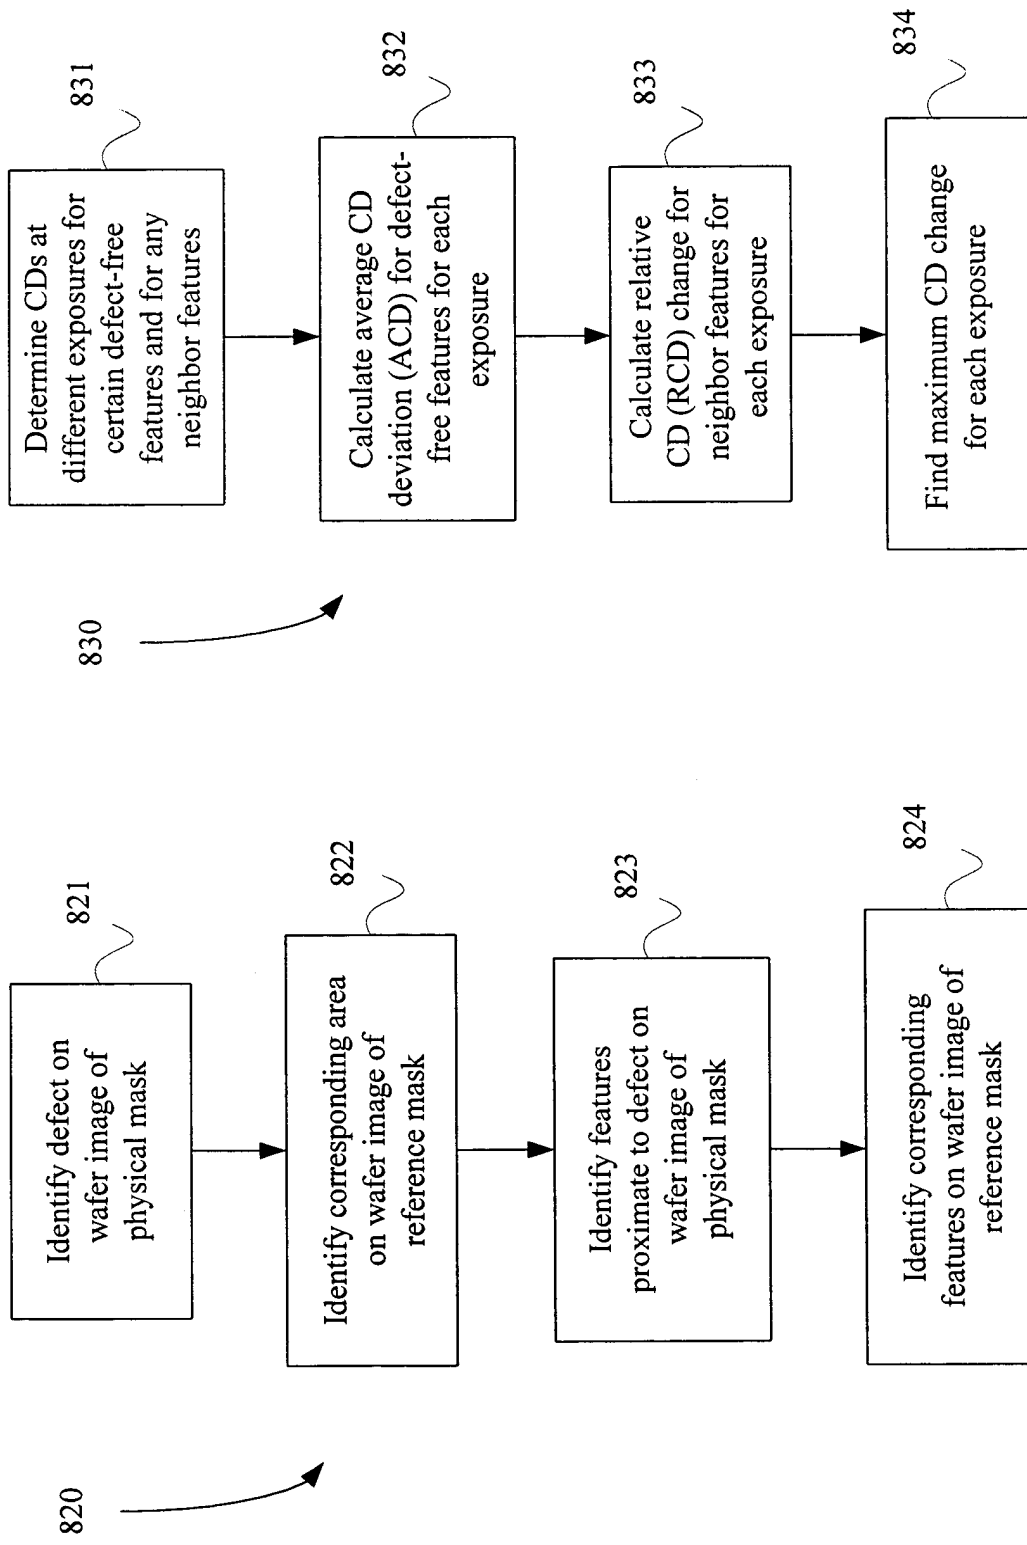 820
Identify defect on
wafer image of
physical mask
821
Identify corresponding area
on wafer image of
reference mask
822
Identify features
proximate to defect on
wafer image of
physical mask
823
Identify corresponding
features on wafer image of
reference mask
824
830
Determine CDs at
different exposures for
certain defect-free
features and for any
neighbor features
831
Calculate average CD
deviation (ACD) for defect-
free features for each
exposure
832
Calculate relative
CD (RCD) change for
neighbor features for
each exposure
833
Find maximum CD change
for each exposure
834